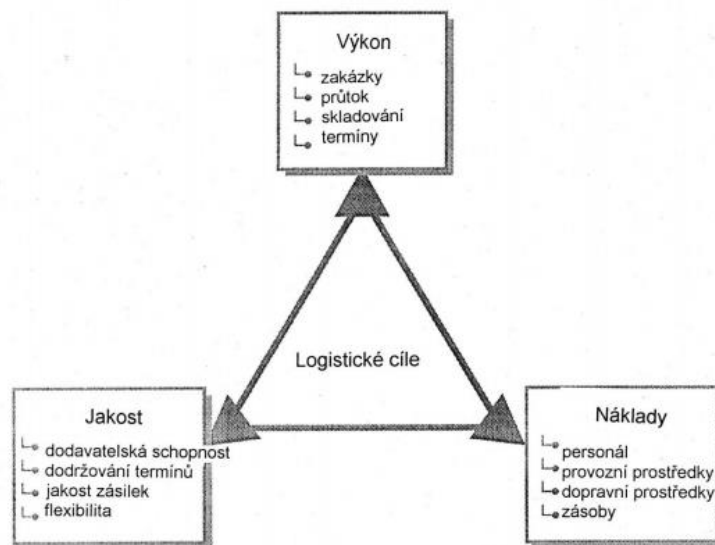 Výkon
zakázky
průtok
skladování
termíny
Logistické cíle
Jakost
dodavatelská schopnost
dodržování termínů
jakost zásilek
flexibilita
Náklady
personál
provozní prostředky
dopravní prostředky
zásoby